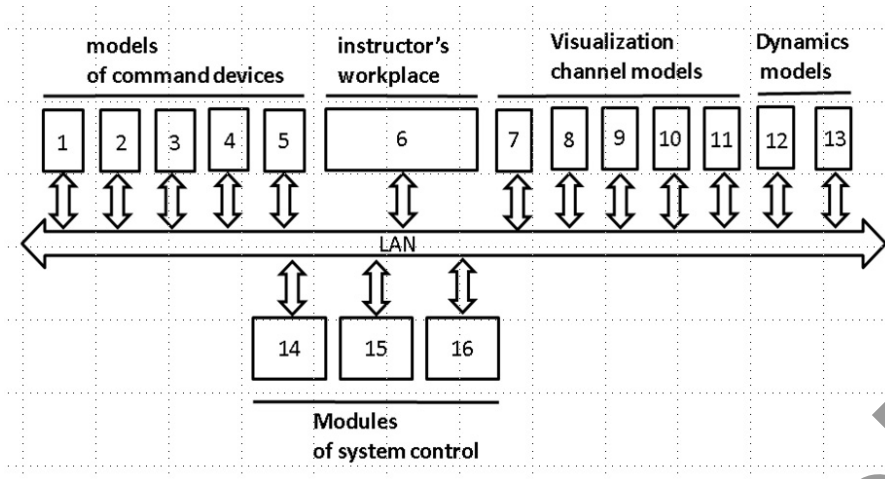 models
of command devices
instructor's
workplace
Visualization
channel models
Dynamics
models
1 2 3 4 5 6 7 8 9 10 11 12 13
LAN
14 15 16
Modules
of system control